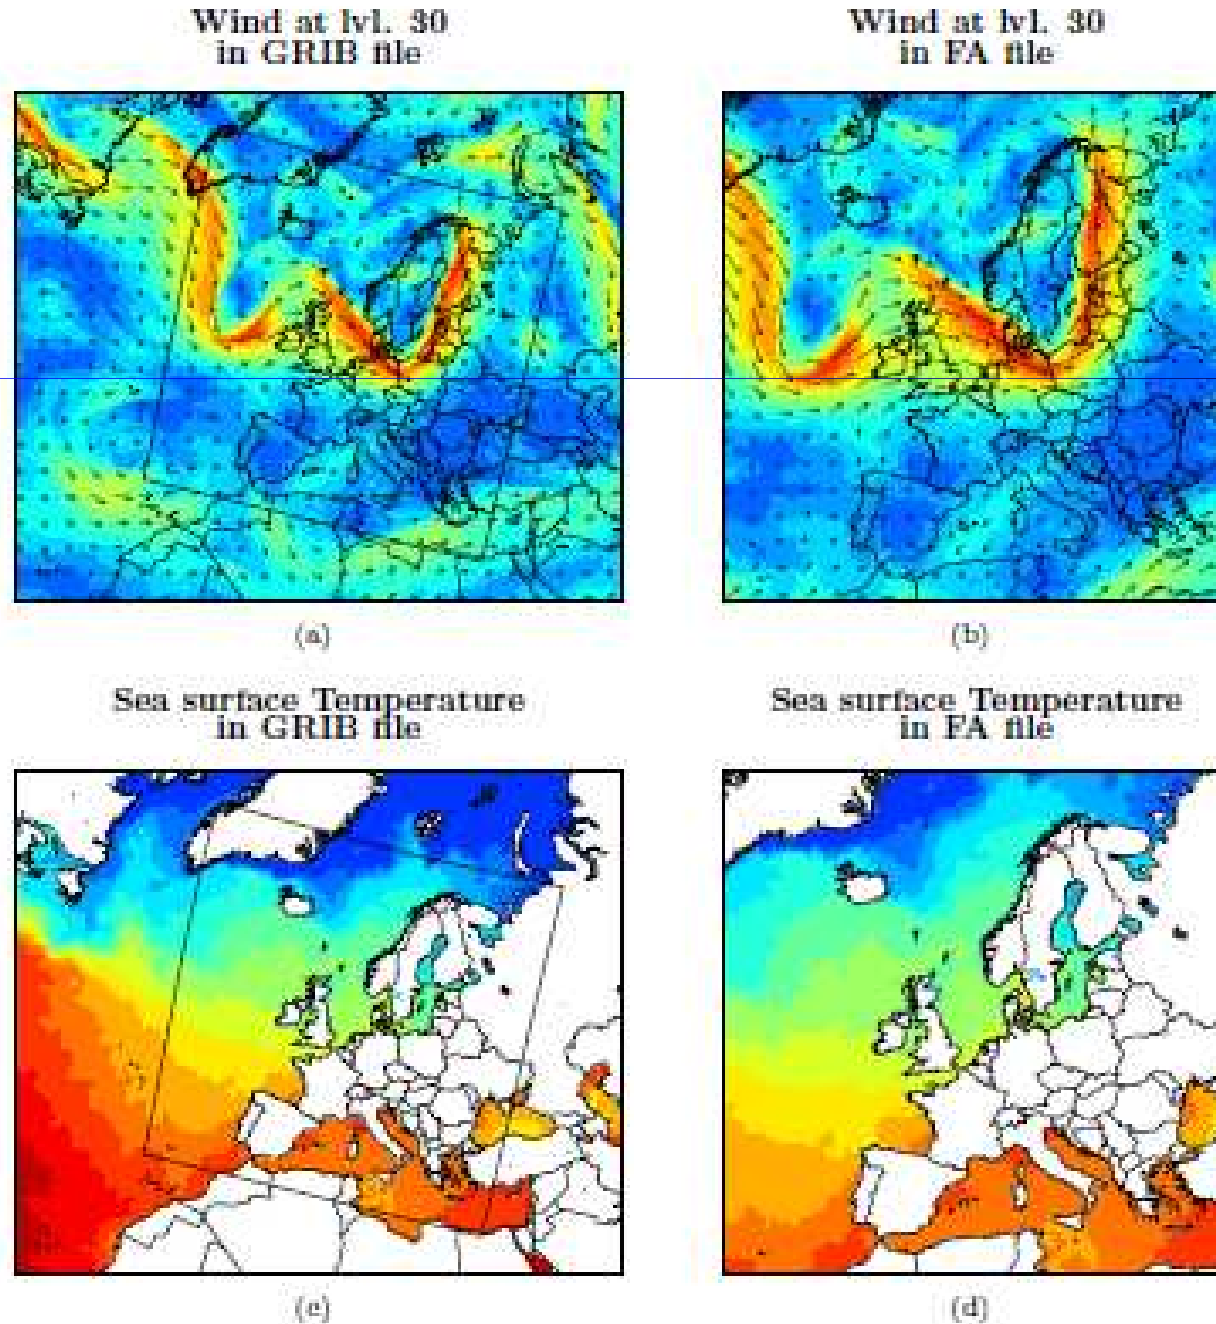 Wind at lvl. 30
in GRIB file
Wind at lvl. 30
in FA file
(a)
(b)
Sea surface Temperature
in GRIB file
Sea surface Temperature
in FA file
(c)
(d)